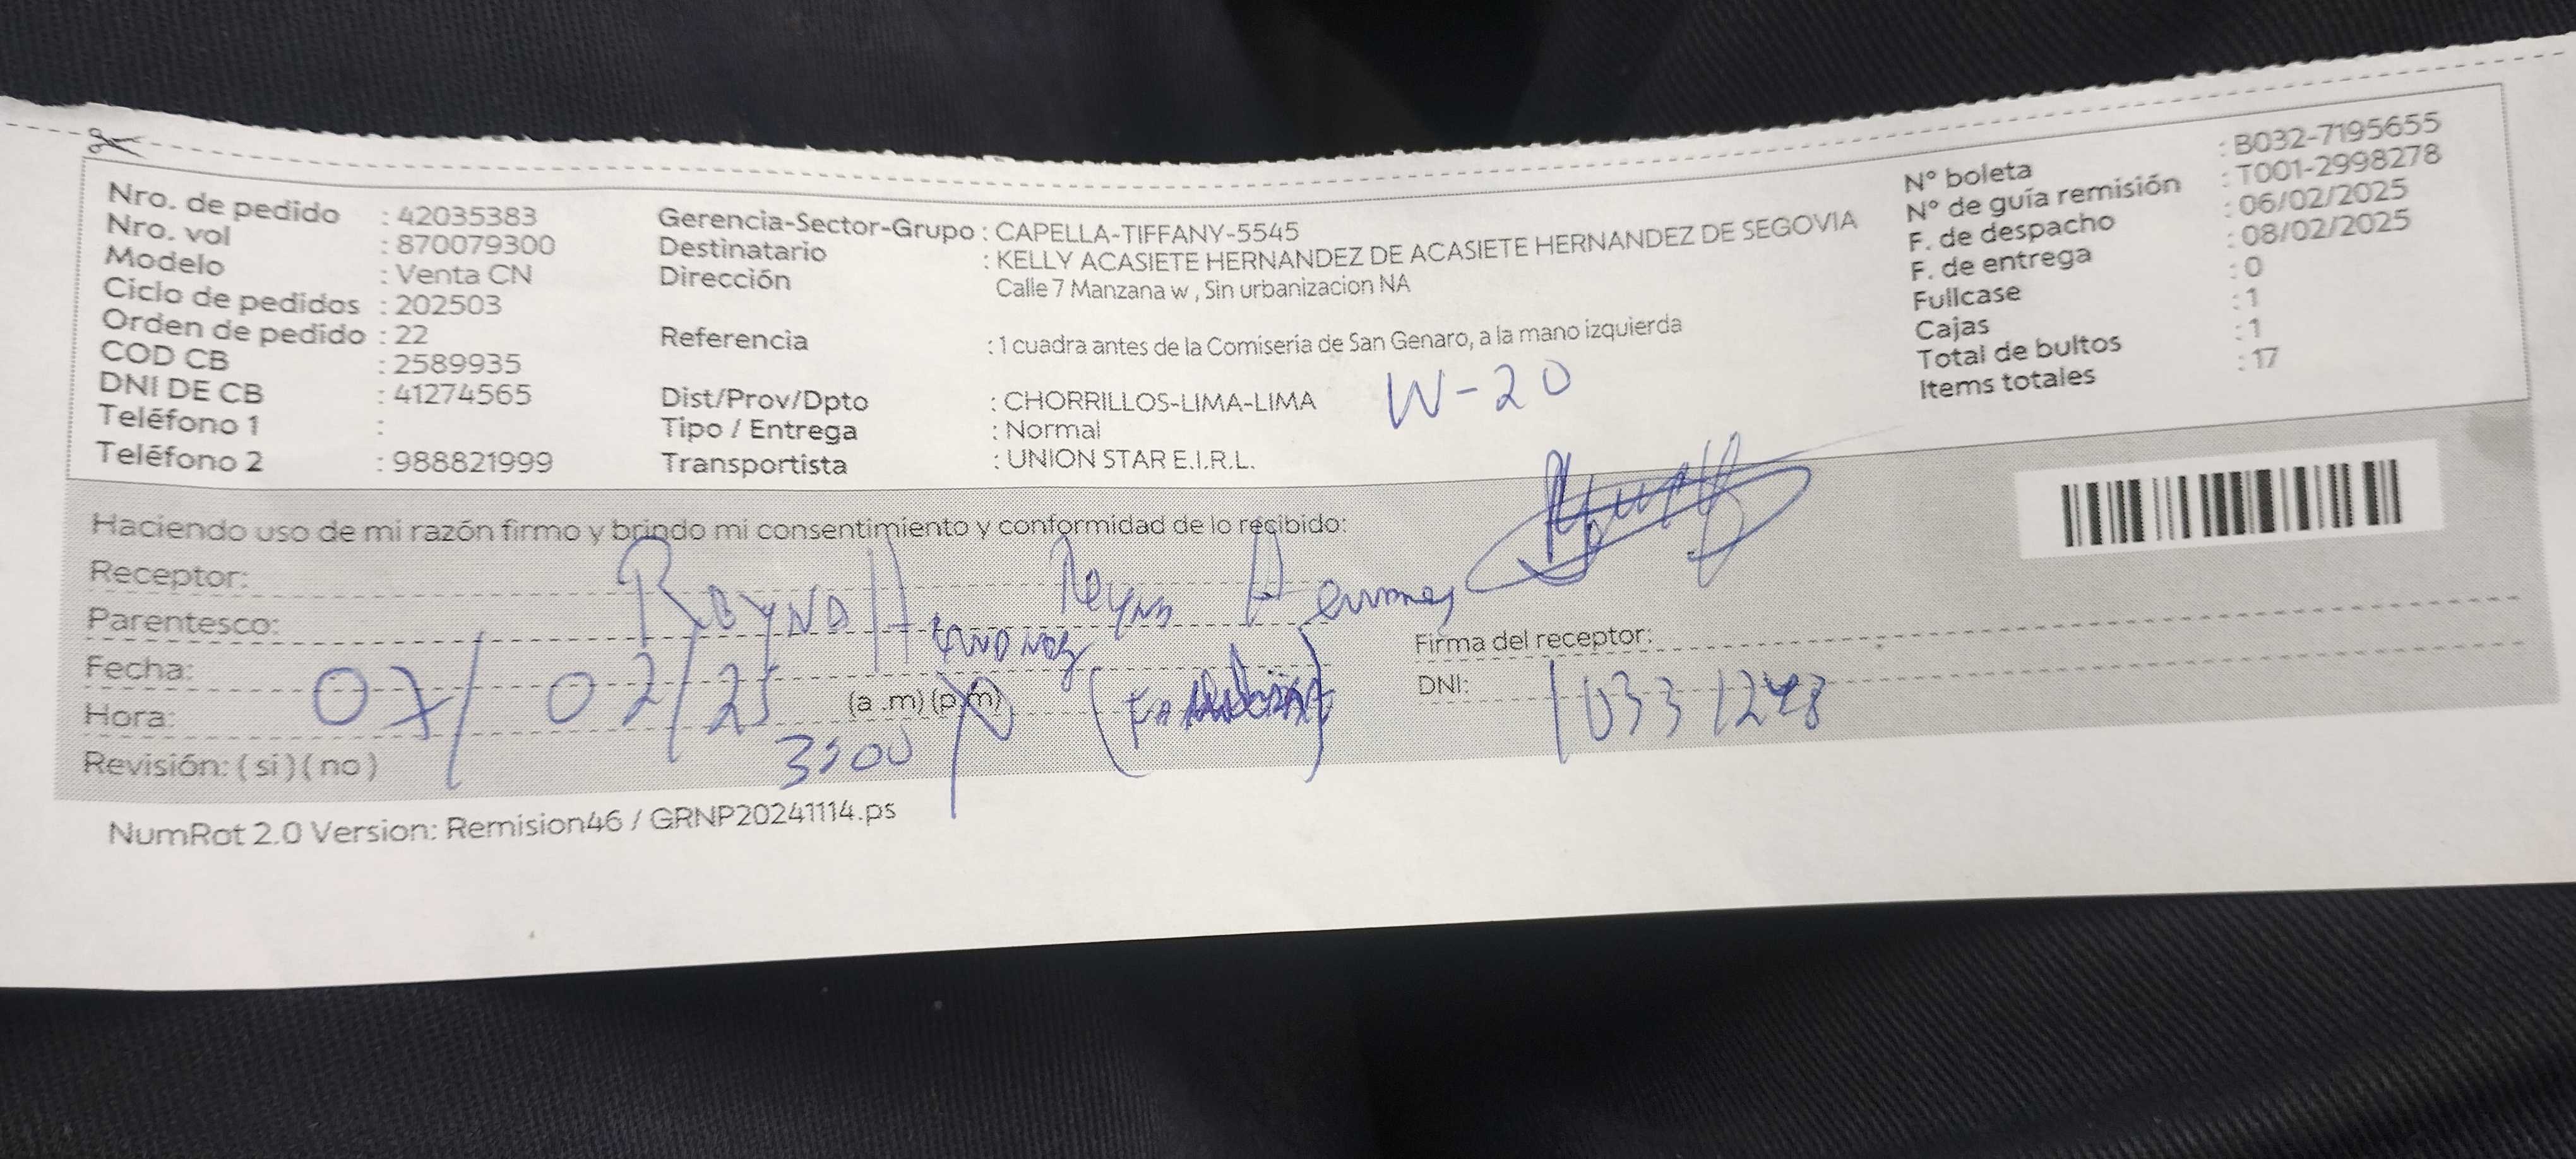 Nro. de pedido : 42035383
Nro. vol : 870079300
Modelo : Venta CN
Ciclo de pedidos : 202503
Orden de pedido : 22
COD CB : 2589935
DNI DE CB : 41274565
Teléfono 1 :
Teléfono 2 : 988821999
Gerencia-Sector-Grupo : CAPELLA-TIFFANY-5545
Destinatario : KELLY ACASIETE HERNANDEZ DE ACASIETE HERNANDEZ DE SEGOVIA
Dirección Calle 7 Manzana w , Sin urbanizacion NA
Referencia : 1 cuadra antes de la Comiseria de San Genaro, a la mano izquierda
Dist/Prov/Dpto : CHORRILLOS-LIMA-LIMA W-20
Tipo / Entrega : Normal
Transportista : UNION STAR E.I.R.L.
N° boleta : B032-7195655
N° de guía remisión : T001-2998278
F. de despacho : 06/02/2025
F. de entrega : 08/02/2025
Fullcase : 0
Cajas : 1
Total de bultos : 1
Items totales : 17
Haciendo uso de mi razón firmo y brindo mi consentimiento y conformidad de lo recibido:
Receptor:
Parentesco:
Fecha: 07/02/25
Hora: (a .m) (p.m)
Revisión: ( si ) ( no )
Firma del receptor:
DNI:
NumRot 2.0 Version: Remision46 / GRNP20241114.ps